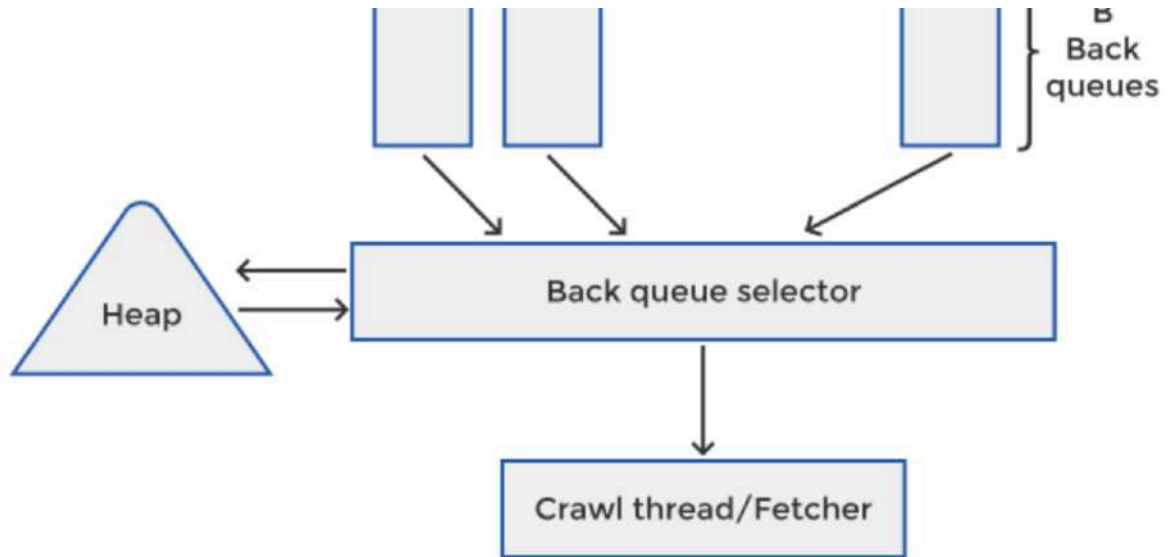 B
Back
queues
Back queue selector
Heap
Crawl thread/Fetcher